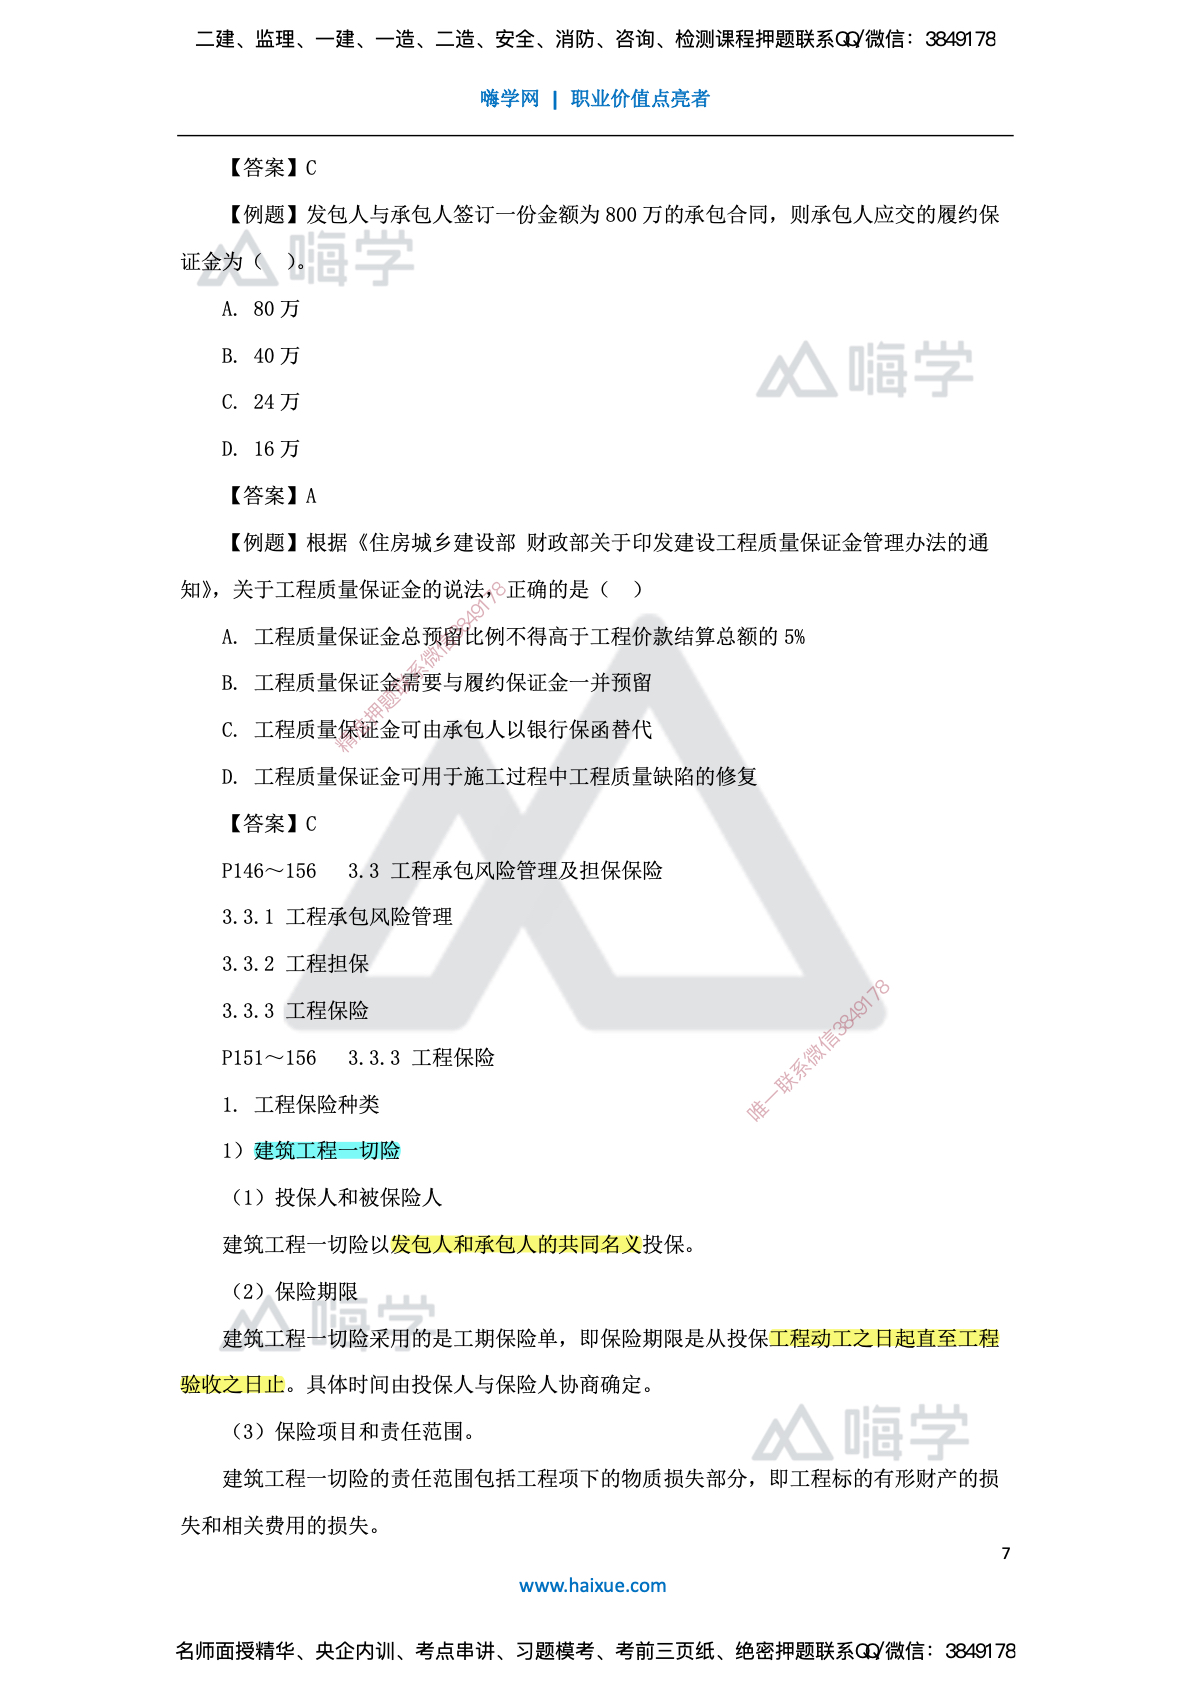 二建、监理、一建、一造、二造、安全、消防、咨询、检测课程押题联系QQ/微信：3849178
嗨学网 | 职业价值点亮者
【答案】C
【例题】发包人与承包人签订一份金额为 800 万的承包合同，则承包人应交的履约保
证金为（ ）。
嗨学
A. 80 万
B. 40 万
嗨学
C. 24 万
D. 16 万
【答案】A
【例题】根据《住房城乡建设部 财政部关于印发建设工程质量保证金管理办法的通
知》，关于工程质量保证金的说法，正确的是（ ）
A. 工程质量保证金总预留比例不得高于工程价款结算总额的 5%
B. 工程质量保证金需要与履约保证金一并预留
精准押题联系微信3849178
C. 工程质量保证金可由承包人以银行保函替代
D. 工程质量保证金可用于施工过程中工程质量缺陷的修复
【答案】C
P146～156 3.3 工程承包风险管理及担保保险
3.3.1 工程承包风险管理
3.3.2 工程担保
3.3.3 工程保险
唯一联系微信3849178
P151～156 3.3.3 工程保险
1. 工程保险种类
1）建筑工程一切险
（1）投保人和被保险人
建筑工程一切险以发包人和承包人的共同名义投保。
（2）保险期限
嗨学
建筑工程一切险采用的是工期保险单，即保险期限是从投保工程动工之日起直至工程
验收之日止。具体时间由投保人与保险人协商确定。
（3）保险项目和责任范围。
嗨学
建筑工程一切险的责任范围包括工程项下的物质损失部分，即工程标的有形财产的损
失和相关费用的损失。
7
www.haixue.com
名师面授精华、央企内训、考点串讲、习题模考、考前三页纸、绝密押题联系QQ/微信：3849178